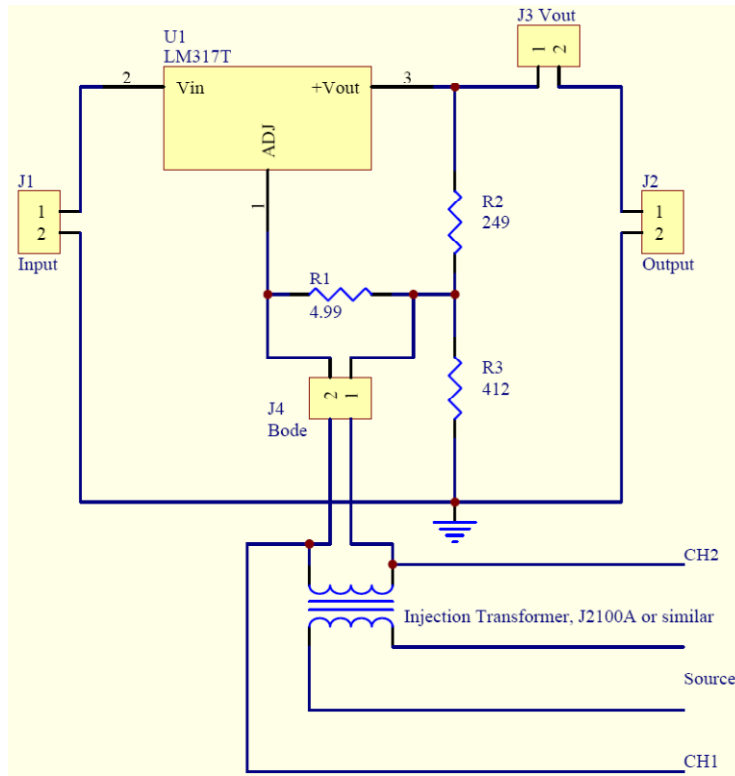 J3 Vout
1 2
U1
LM317T
2
Vin
+Vout
3
ADJ
1
J1
1
2
Input
J2
1
2
Output
R2
249
R1
4.99
R3
412
2 1
J4
Bode
CH2
Injection Transformer, J2100A or similar
Source
CH1